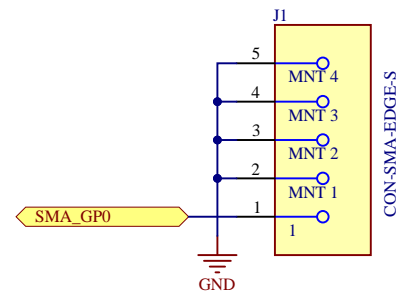 J1
5
MNT 4
4
MNT 3
3
MNT 2
2
MNT 1
1
1
SMA_GP0
GND
CON-SMA-EDGE-S